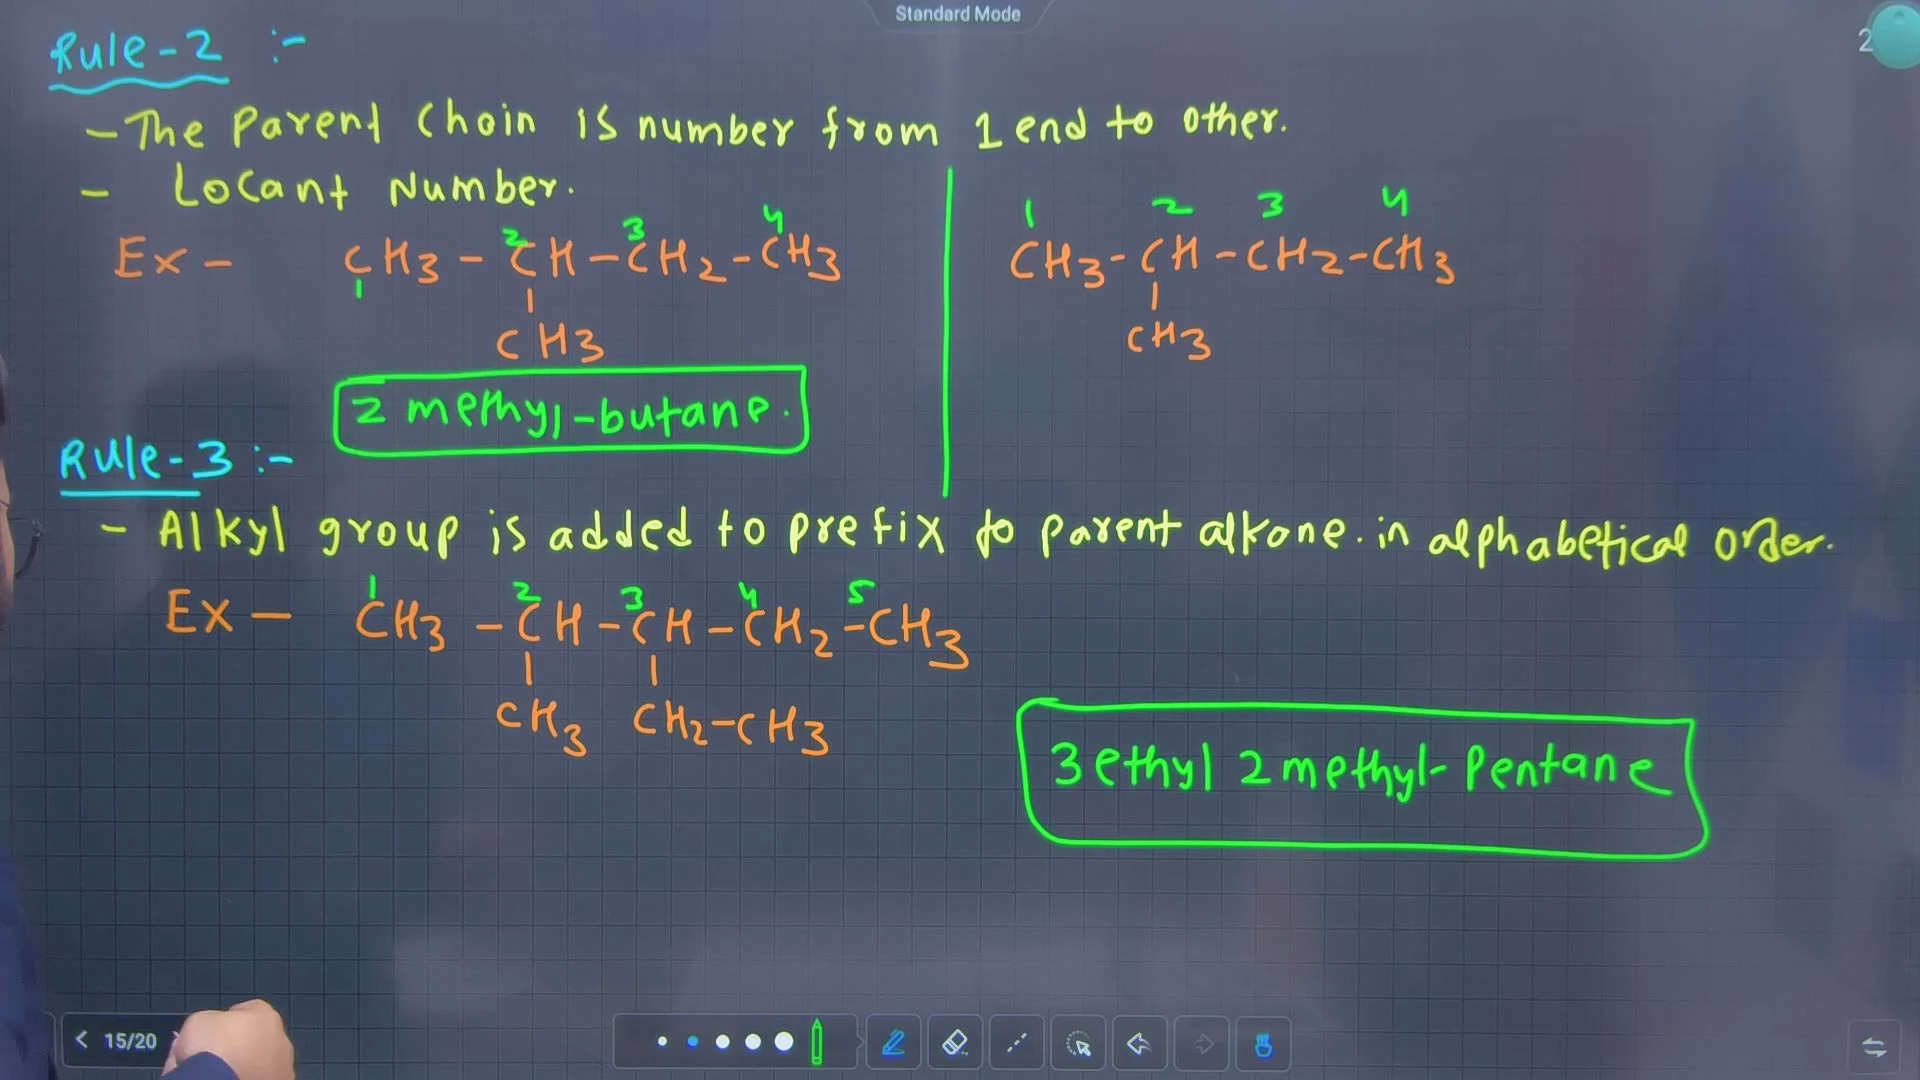 Standard Mode
2
Rule-2 :-
- The Parent Chain is number from 1 end to other.
- Locant Number.
Ex - CH3 - CH - CH2 - CH3
1 2 3 4
CH3
2 methyl-butane.
1 2 3 4
CH3 - CH - CH2 - CH3
CH3
Rule-3 :-
- Alkyl group is added to prefix to parent alkane. in alphabetical order.
1 2 3 4 5
Ex - CH3 - CH - CH - CH2 - CH3
CH3 CH2-CH3
3 ethyl 2 methyl- Pentane
< 15/20